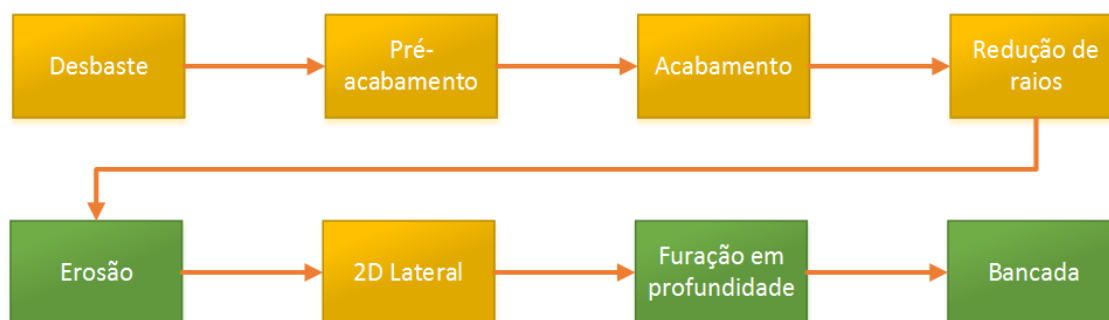 Desbaste
Pré-
acabamento
Acabamento
Redução de
raios
Erosão
2D Lateral
Furação em
profundidade
Bancada